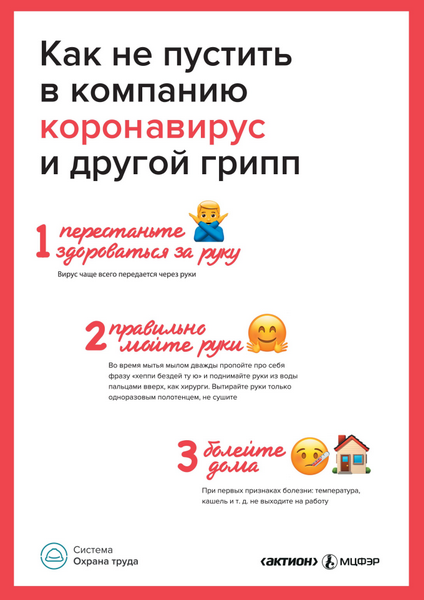 Как не пустить
в компанию
коронавирус
и другой грипп
1 перестаньте
здороваться за руку
Вирус чаще всего передается через руки
2 правильно
мойте руки
Во время мытья мылом дважды пропойте про себя
фразу «хеппи бездей ту ю» и поднимайте руки из воды
пальцами вверх, как хирурги. Вытирайте руки только
одноразовым полотенцем, не сушите
3 болейте
дома
При первых признаках болезни: температура,
кашель и т. д. не выходите на работу
Система
Охрана труда
‹АКТИОН› МЦФЭР